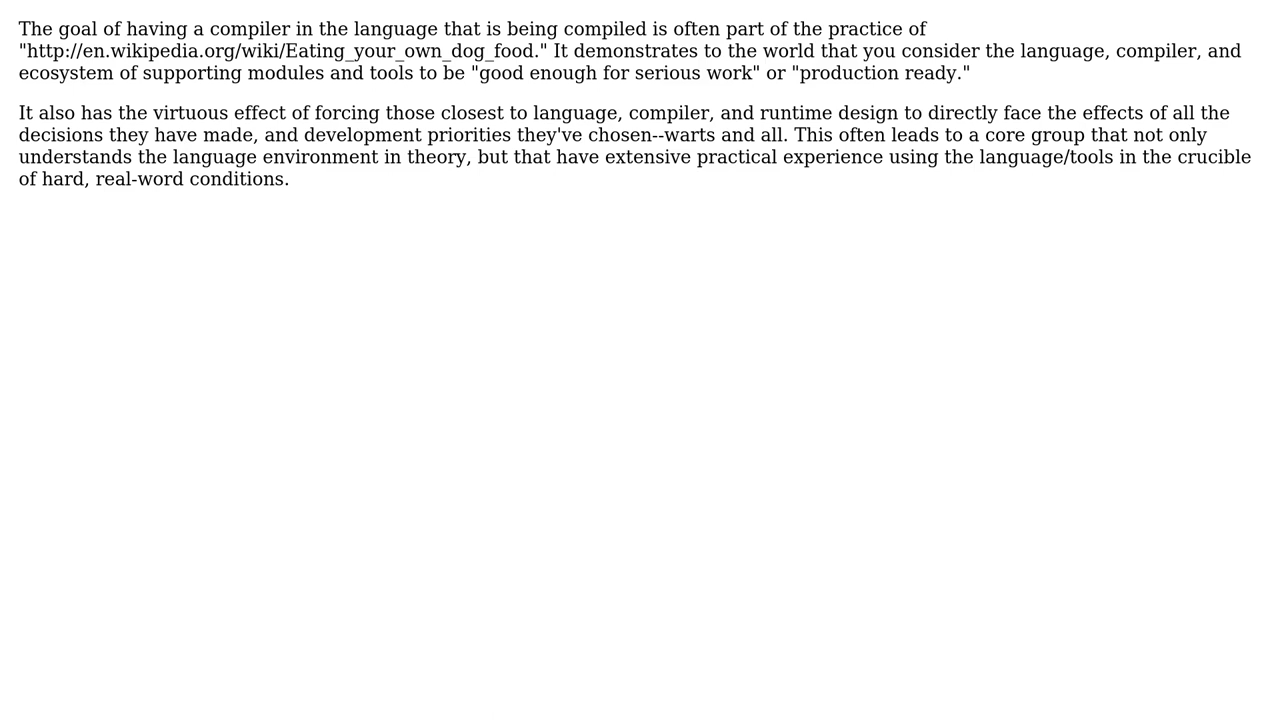 The goal of having a compiler in the language that is being compiled is often part of the practice of
"http://en.wikipedia.org/wiki/Eating_your_own_dog_food." It demonstrates to the world that you consider the language, compiler, and
ecosystem of supporting modules and tools to be "good enough for serious work" or "production ready."
It also has the virtuous effect of forcing those closest to language, compiler, and runtime design to directly face the effects of all the
decisions they have made, and development priorities they've chosen--warts and all. This often leads to a core group that not only
understands the language environment in theory, but that have extensive practical experience using the language/tools in the crucible
of hard, real-word conditions.